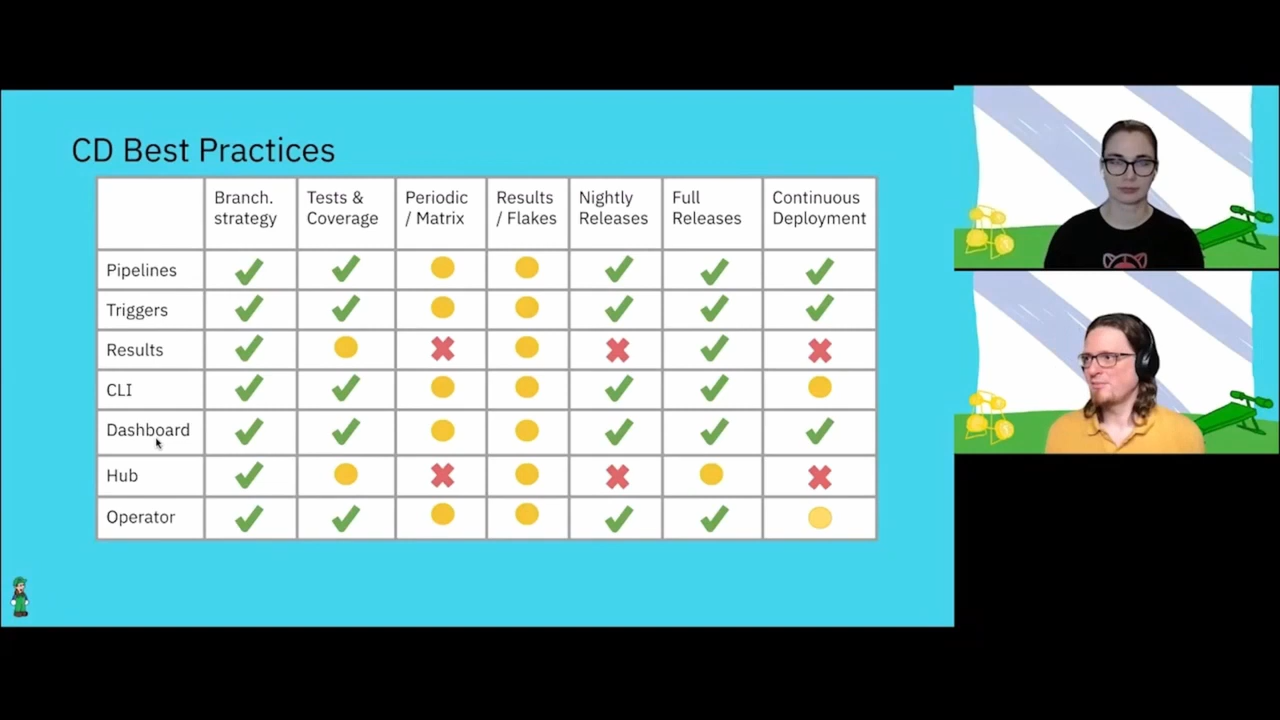 CD Best Practices
Branch.
strategy
Tests &
Coverage
Periodic
/ Matrix
Results
/ Flakes
Nightly
Releases
Full
Releases
Continuous
Deployment
Pipelines
Triggers
Results
CLI
Dashboard
Hub
Operator